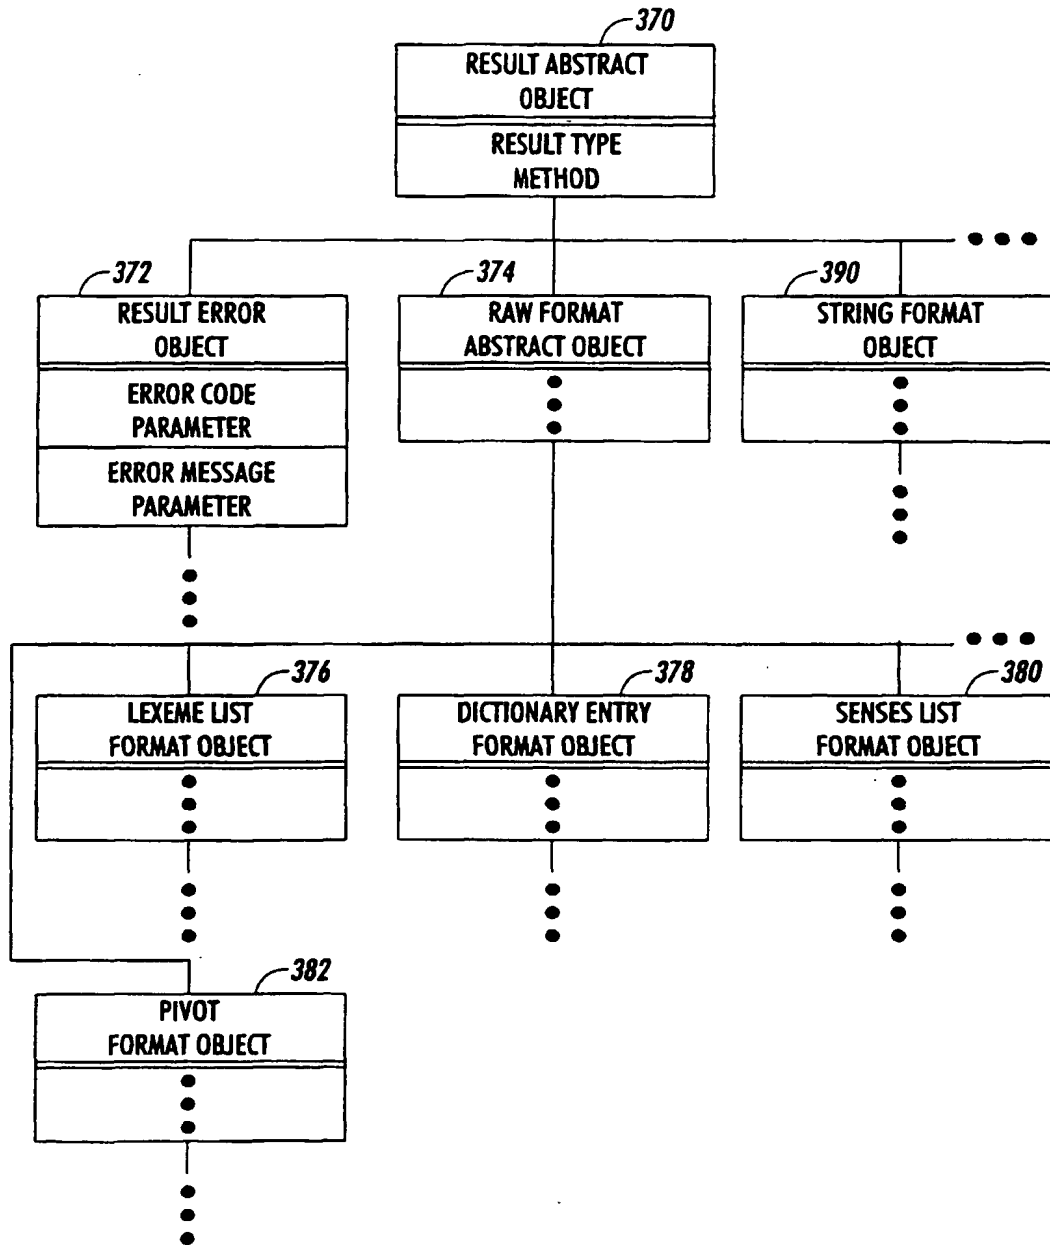 370
RESULT ABSTRACT
OBJECT
RESULT TYPE
METHOD
372
RESULT ERROR
OBJECT
ERROR CODE
PARAMETER
ERROR MESSAGE
PARAMETER
374
RAW FORMAT
ABSTRACT OBJECT
390
STRING FORMAT
OBJECT
376
LEXEME LIST
FORMAT OBJECT
378
DICTIONARY ENTRY
FORMAT OBJECT
380
SENSES LIST
FORMAT OBJECT
382
PIVOT
FORMAT OBJECT